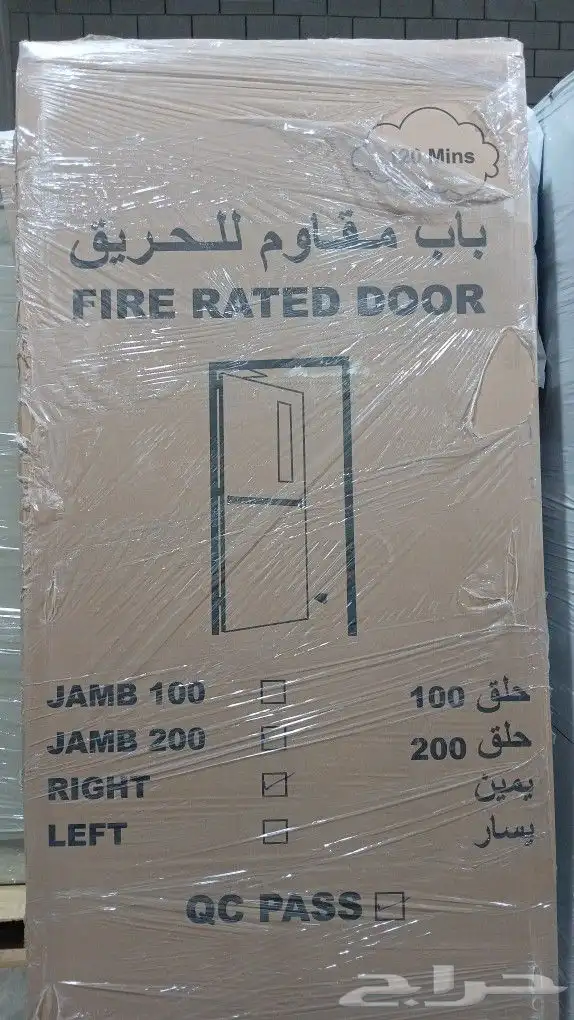 120 Mins
باب مقاوم للحريق
FIRE RATED DOOR
JAMB 100 حلق 100
JAMB 200 حلق 200
RIGHT يمين
LEFT يسار
QC PASS
حراج